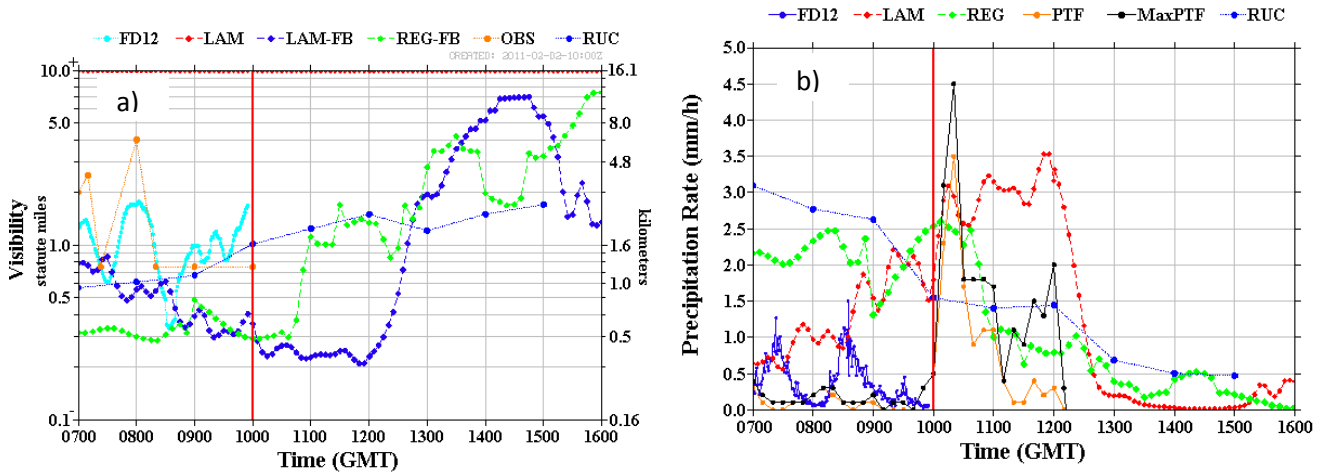 FD12 LAM LAM-FB REG-FB OBS RUC
CREATED: 2011-02-02-10:00Z
a)
10.0+
5.0
1.0
0.5
0.1-
Visibility
statute miles
16.1
8.0
4.8
1.6
1.0
0.5
0.16
kilometers
0700 0800 0900 1000 1100 1200 1300 1400 1500 1600
Time (GMT)
FD12 LAM REG PTF MaxPTF RUC
b)
5.0
4.5
4.0
3.5
3.0
2.5
2.0
1.5
1.0
0.5
0.0
Precipitation Rate (mm/h)
0700 0800 0900 1000 1100 1200 1300 1400 1500 1600
Time (GMT)